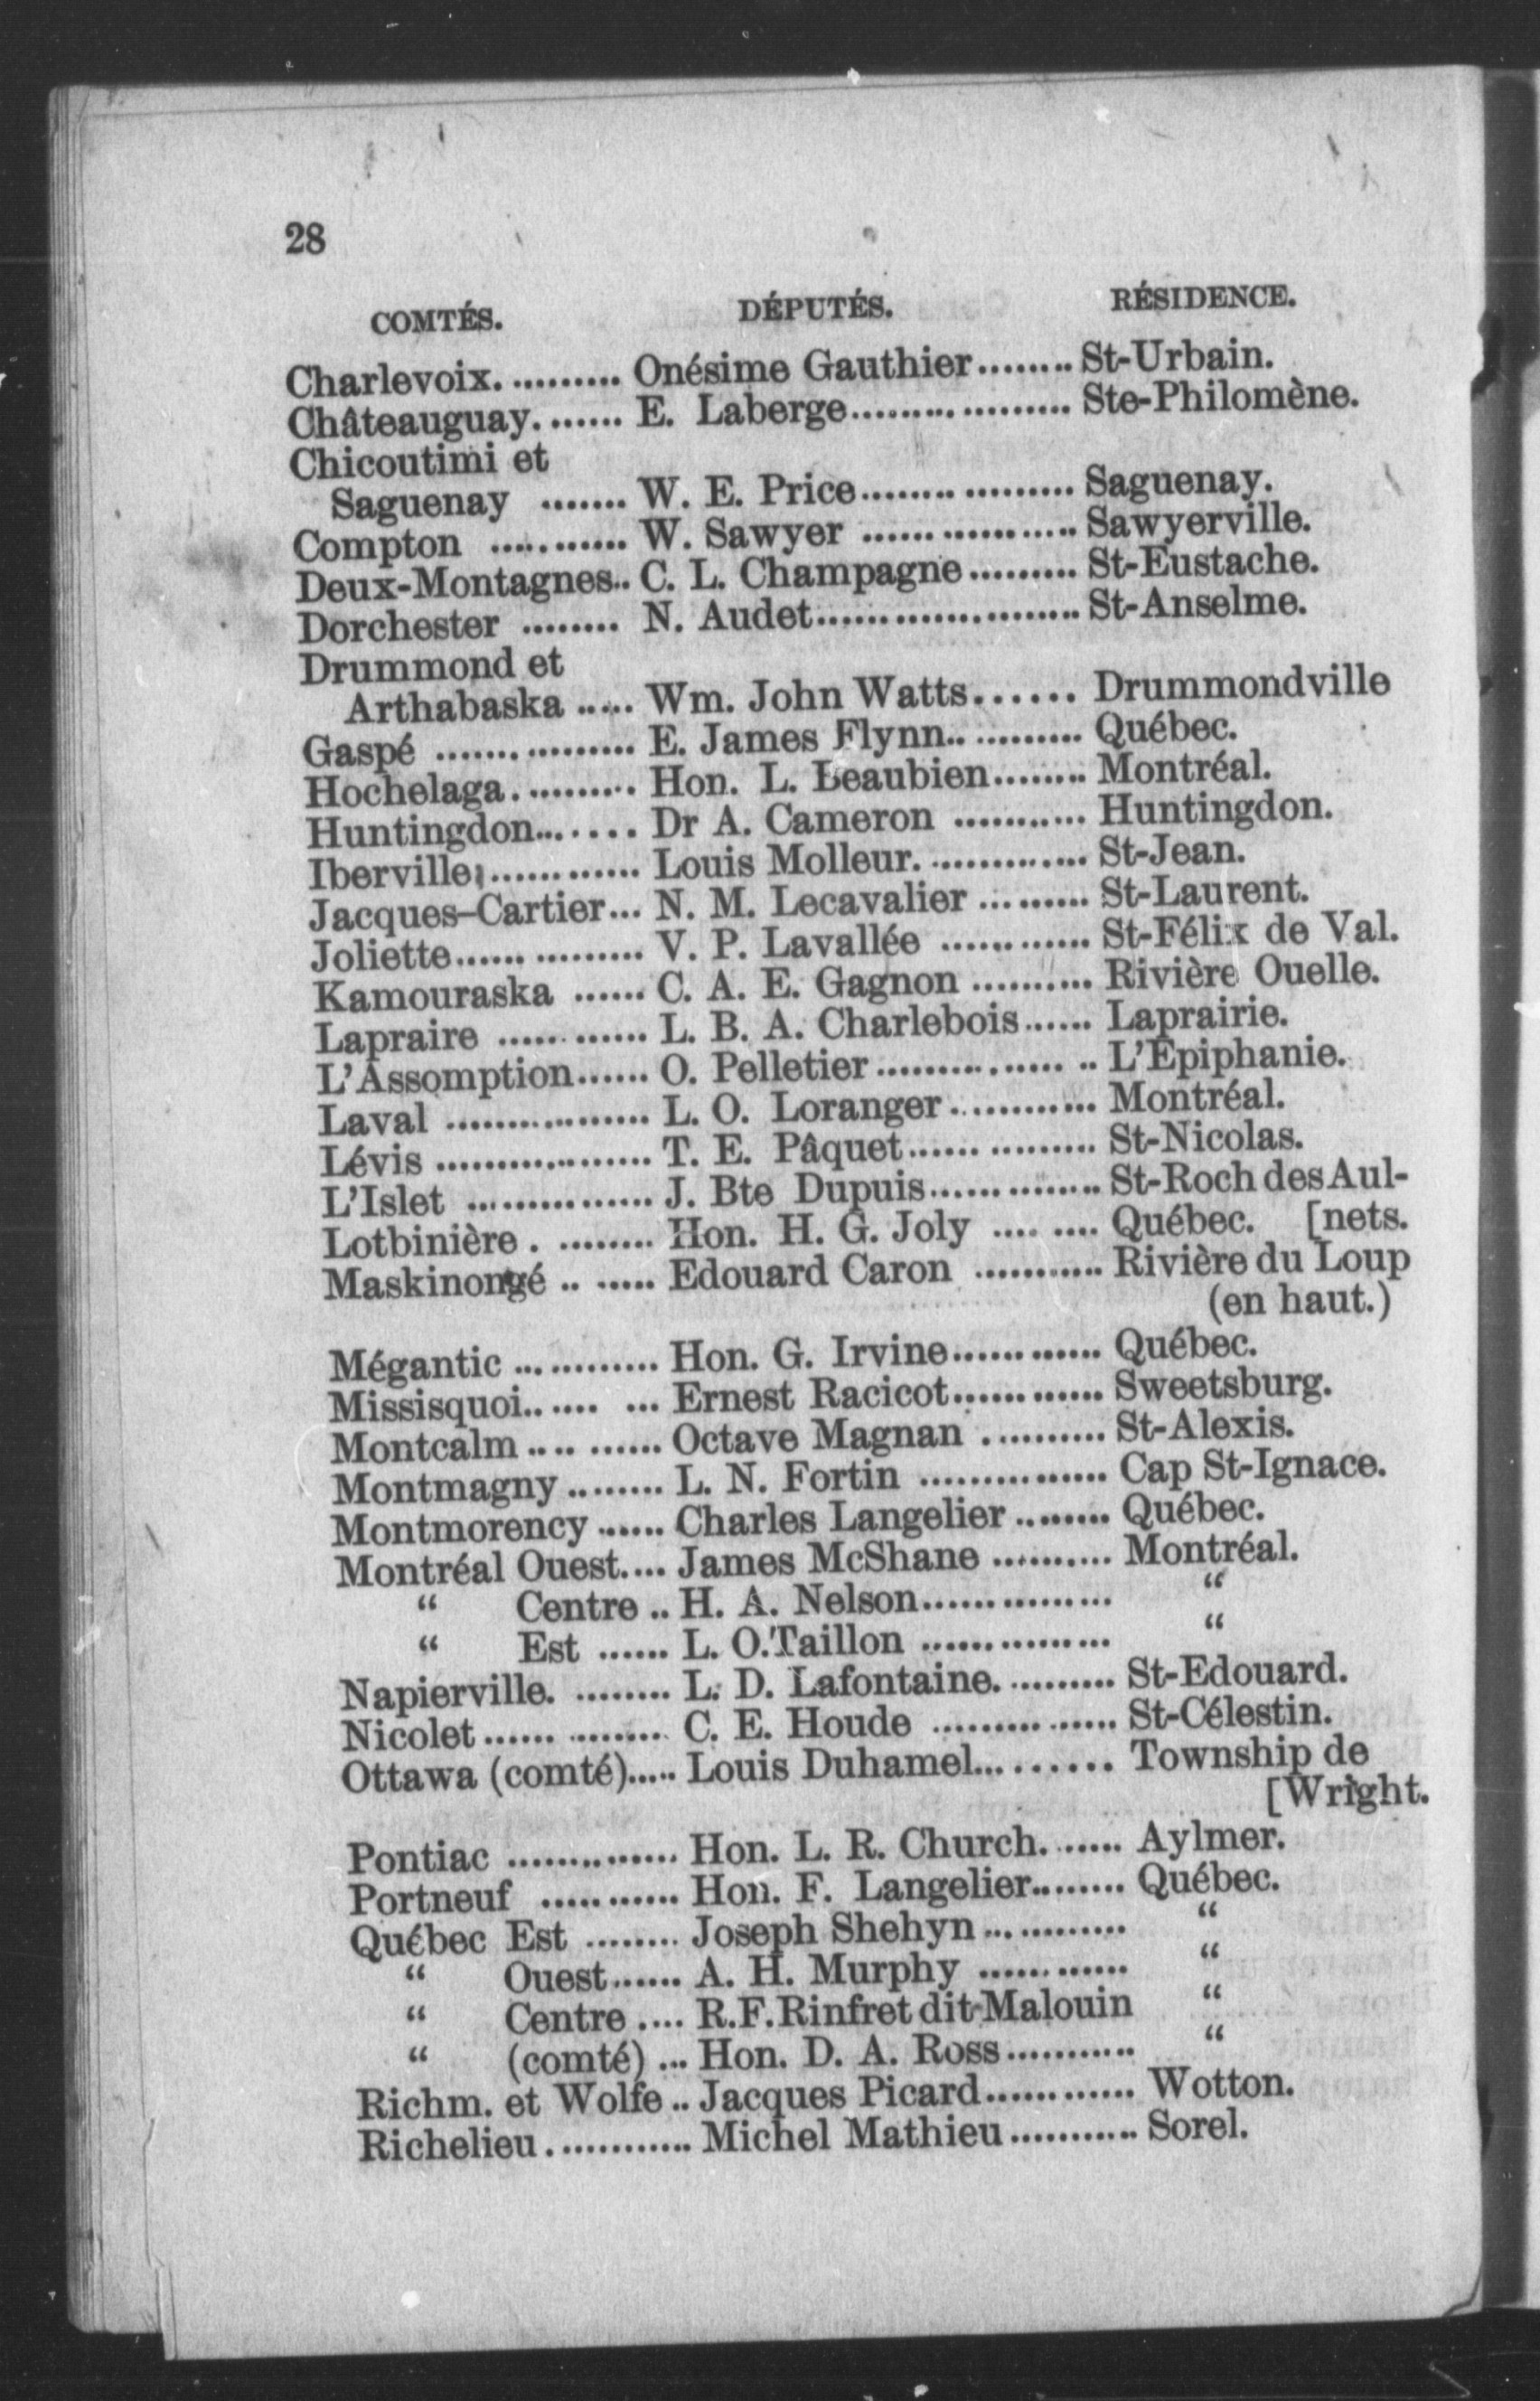 28
COMTÉS. DÉPUTÉS. RÉSIDENCE.
Charlevoix. ......... Onésime Gauthier ........ St-Urbain.
Châteauguay. ...... E. Laberge .................. Ste-Philomène.
Chicoutimi et
Saguenay ....... W. E. Price .................. Saguenay.
Compton ........... W. Sawyer .................. Sawyerville.
Deux-Montagnes.. C. L. Champagne ......... St-Eustache.
Dorchester ........ N. Audet ...................... St-Anselme.
Drummond et
Arthabaska ..... Wm. John Watts ...... Drummondville
Gaspé ................ E. James Flynn ........... Québec.
Hochelaga. ......... Hon. L. Beaubien ........ Montréal.
Huntingdon ....... Dr A. Cameron ........... Huntingdon.
Iberville ............ Louis Molleur. ............. St-Jean.
Jacques-Cartier... N. M. Lecavalier ......... St-Laurent.
Joliette ............... V. P. Lavallée ............ St-Félix de Val.
Kamouraska ...... C. A. E. Gagnon .......... Rivière Ouelle.
Lapraire ............ L. B. A. Charlebois ...... Laprairie.
L'Assomption ...... O. Pelletier ................. L'Epiphanie.
Laval ................. L. O. Loranger ............ Montréal.
Lévis .................. T. E. Pâquet ............... St-Nicolas.
L'Islet ................ J. Bte Dupuis .............. St-Roch des Aul-
Lotbinière . ........ Hon. H. G. Joly ........ Québec. [nets.
Maskinongé .. ..... Edouard Caron ........... Rivière du Loup
(en haut.)
Mégantic ............ Hon. G. Irvine ............ Québec.
Missisquoi...... ... Ernest Racicot ............ Sweetsburg.
Montcalm .......... Octave Magnan .......... St-Alexis.
Montmagny ........ L. N. Fortin ................ Cap St-Ignace.
Montmorency ...... Charles Langelier ........ Québec.
Montréal Ouest.... James McShane .......... Montréal.
“ Centre .. H. A. Nelson ............... “
“ Est ...... L. O. Taillon ............... “
Napierville. ........ L. D. Lafontaine. ......... St-Edouard.
Nicolet ............... C. E. Houde ............... St-Célestin.
Ottawa (comté)..... Louis Duhamel ......... Township de
[Wright.
Pontiac .............. Hon. L. R. Church. ...... Aylmer.
Portneuf ........... Hon. F. Langelier ........ Québec.
Québec Est ........ Joseph Shehyn ............ “
“ Ouest ...... A. H. Murphy ............ “
“ Centre .... R. F. Rinfret dit Malouin “
“ (comté) ... Hon. D. A. Ross ........... “
Richm. et Wolfe .. Jacques Picard ............ Wotton.
Richelieu. ........... Michel Mathieu ........... Sorel.